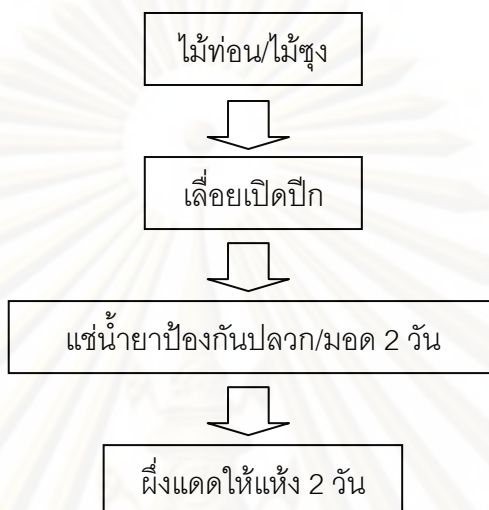 ไม้ท่อน/ไม้ซุง
เลื่อยเปิดปีก
แช่น้ำยาป้องกันปลวก/มอด 2 วัน
ผึ่งแดดให้แห้ง 2 วัน